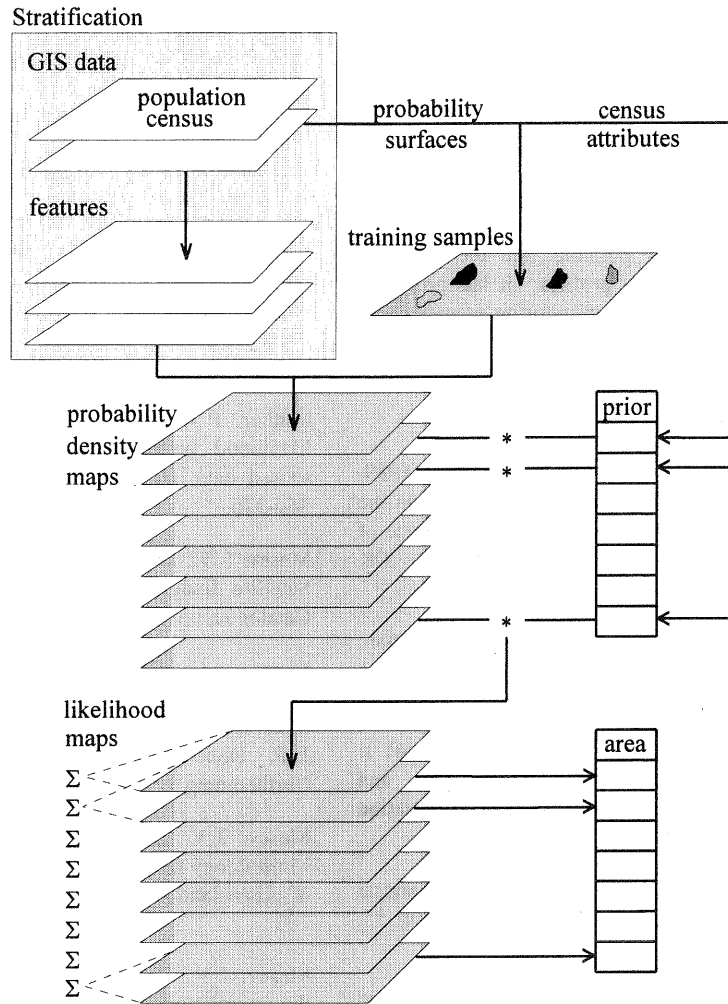 Stratification
GIS data
population
census
probability
surfaces
census
attributes
features
training samples
probability
density
maps
prior
*
*
*
likelihood
maps
area
Σ
Σ
Σ
Σ
Σ
Σ
Σ
Σ